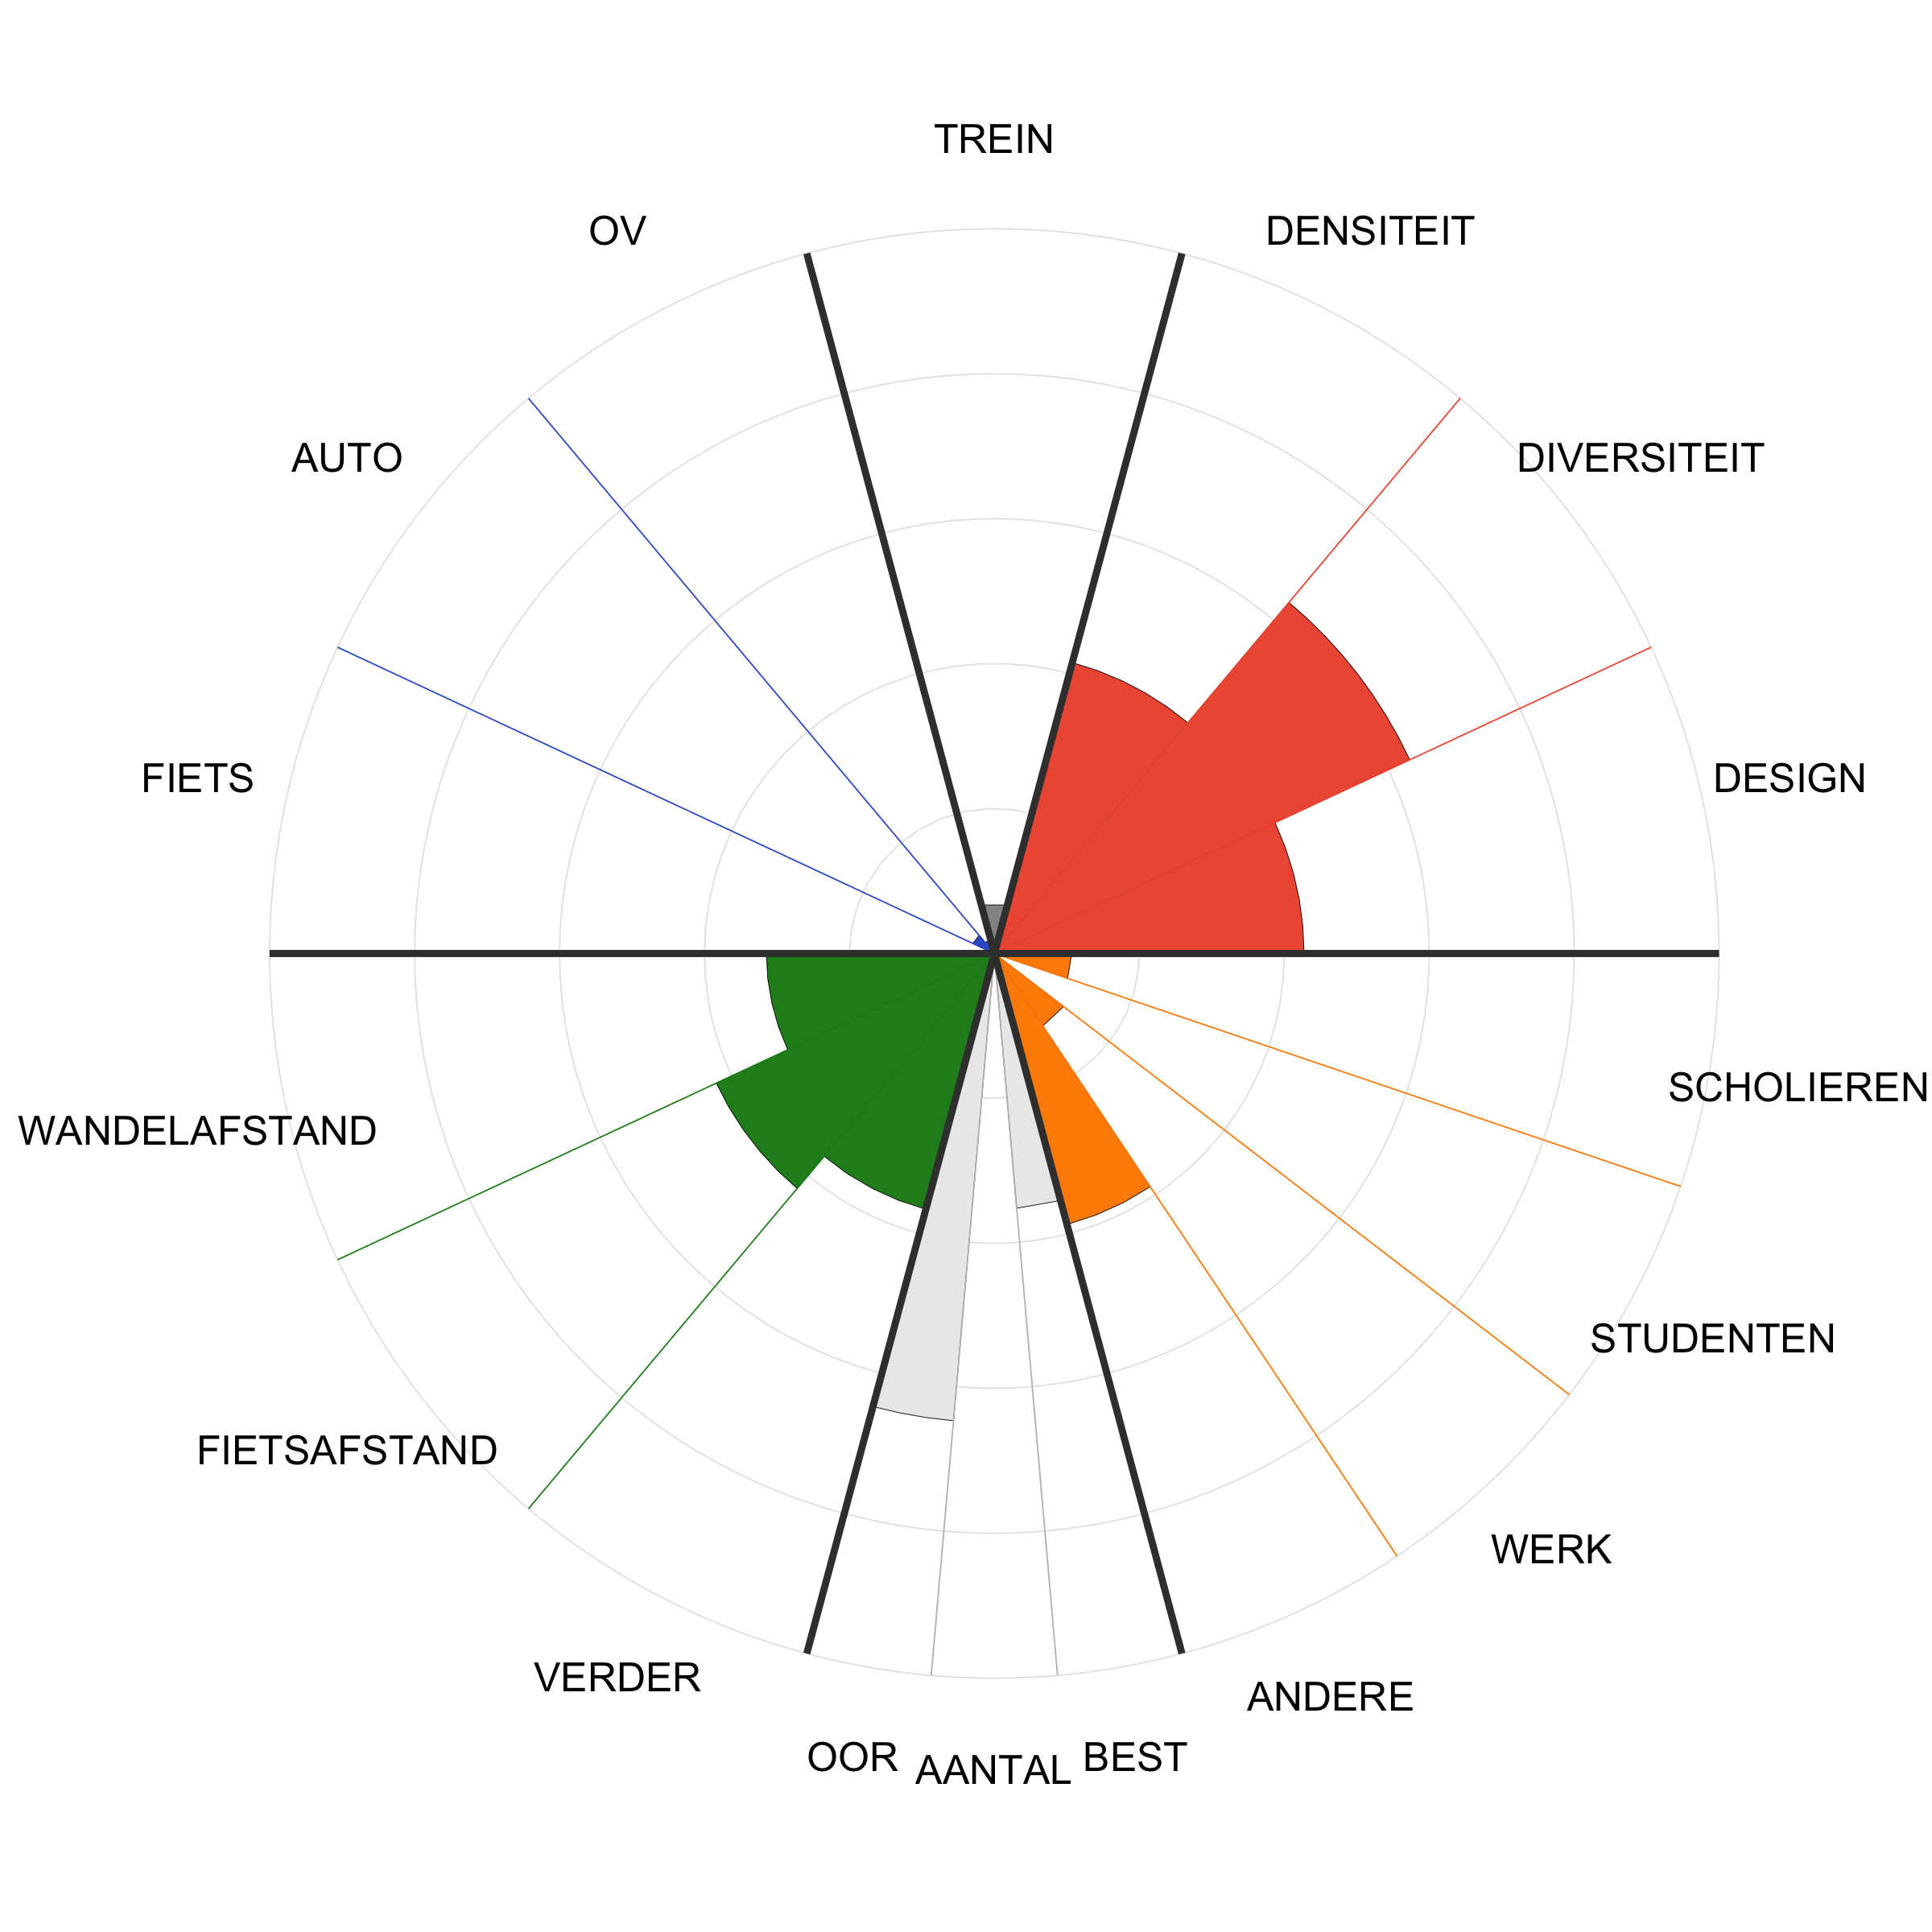 TREIN
OV
DENSITEIT
AUTO
DIVERSITEIT
FIETS
DESIGN
SCHOLIEREN
WANDELAFSTAND
STUDENTEN
FIETSAFSTAND
WERK
VERDER
ANDERE
OOR
AANTAL
BEST